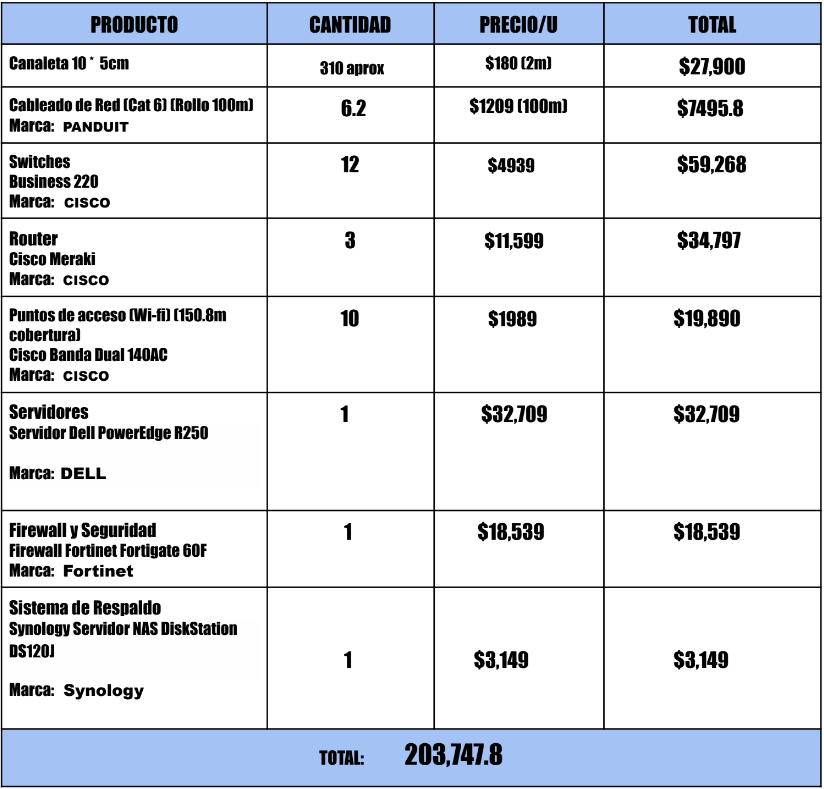 PRODUCTO CANTIDAD PRECIO/U TOTAL
Canaleta 10 * 5cm 310 aprox $180 (2m) $27,900
Cableado de Red (Cat 6) (Rollo 100m) 6.2 $1209 (100m) $7495.8
Marca: PANDUIT
Switches 12 $4939 $59,268
Business 220
Marca: CISCO
Router 3 $11,599 $34,797
Cisco Meraki
Marca: CISCO
Puntos de acceso (Wi-fi) (150.8m 10 $1989 $19,890
cobertura)
Cisco Banda Dual 140AC
Marca: CISCO
Servidores 1 $32,709 $32,709
Servidor Dell PowerEdge R250
Marca: DELL
Firewall y Seguridad 1 $18,539 $18,539
Firewall Fortinet Fortigate 60F
Marca: Fortinet
Sistema de Respaldo
Synology Servidor NAS DiskStation
DS120J 1 $3,149 $3,149
Marca: Synology
TOTAL: 203,747.8